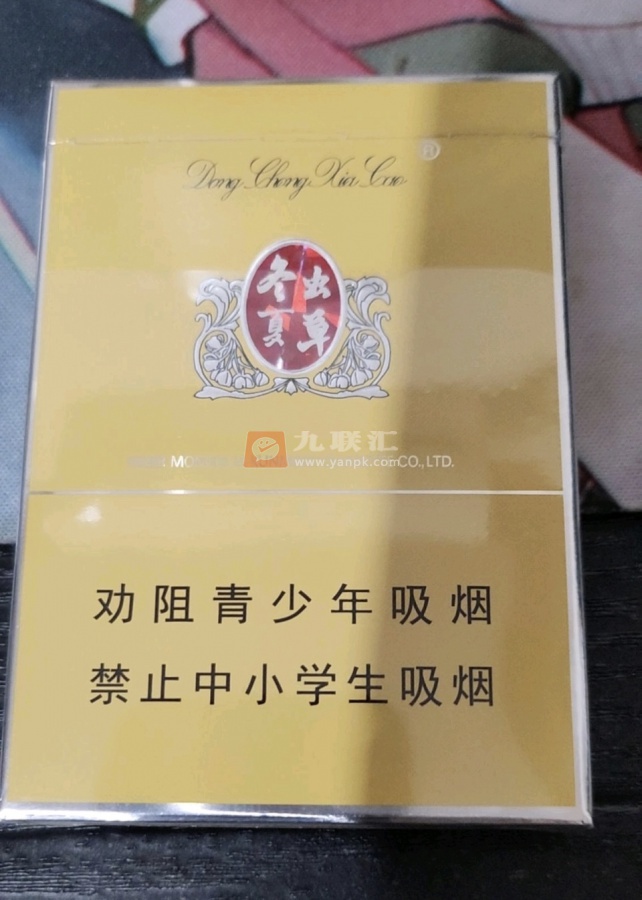 Dong Chong Xia Cao ®
冬虫
夏草
九联汇
www.yanpk.com
CO.,LTD.
劝阻青少年吸烟
禁止中小学生吸烟